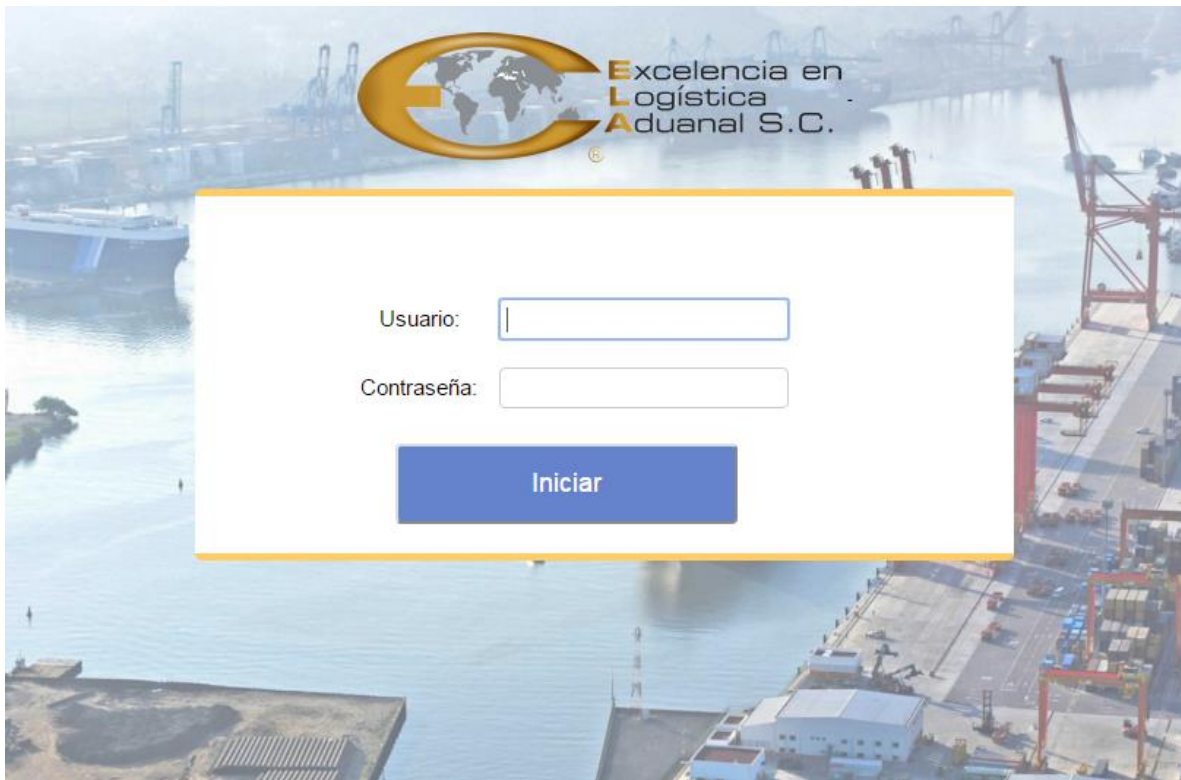 Excelencia en
Logística
Aduanal S.C.
®
Usuario:
Contraseña:
Iniciar